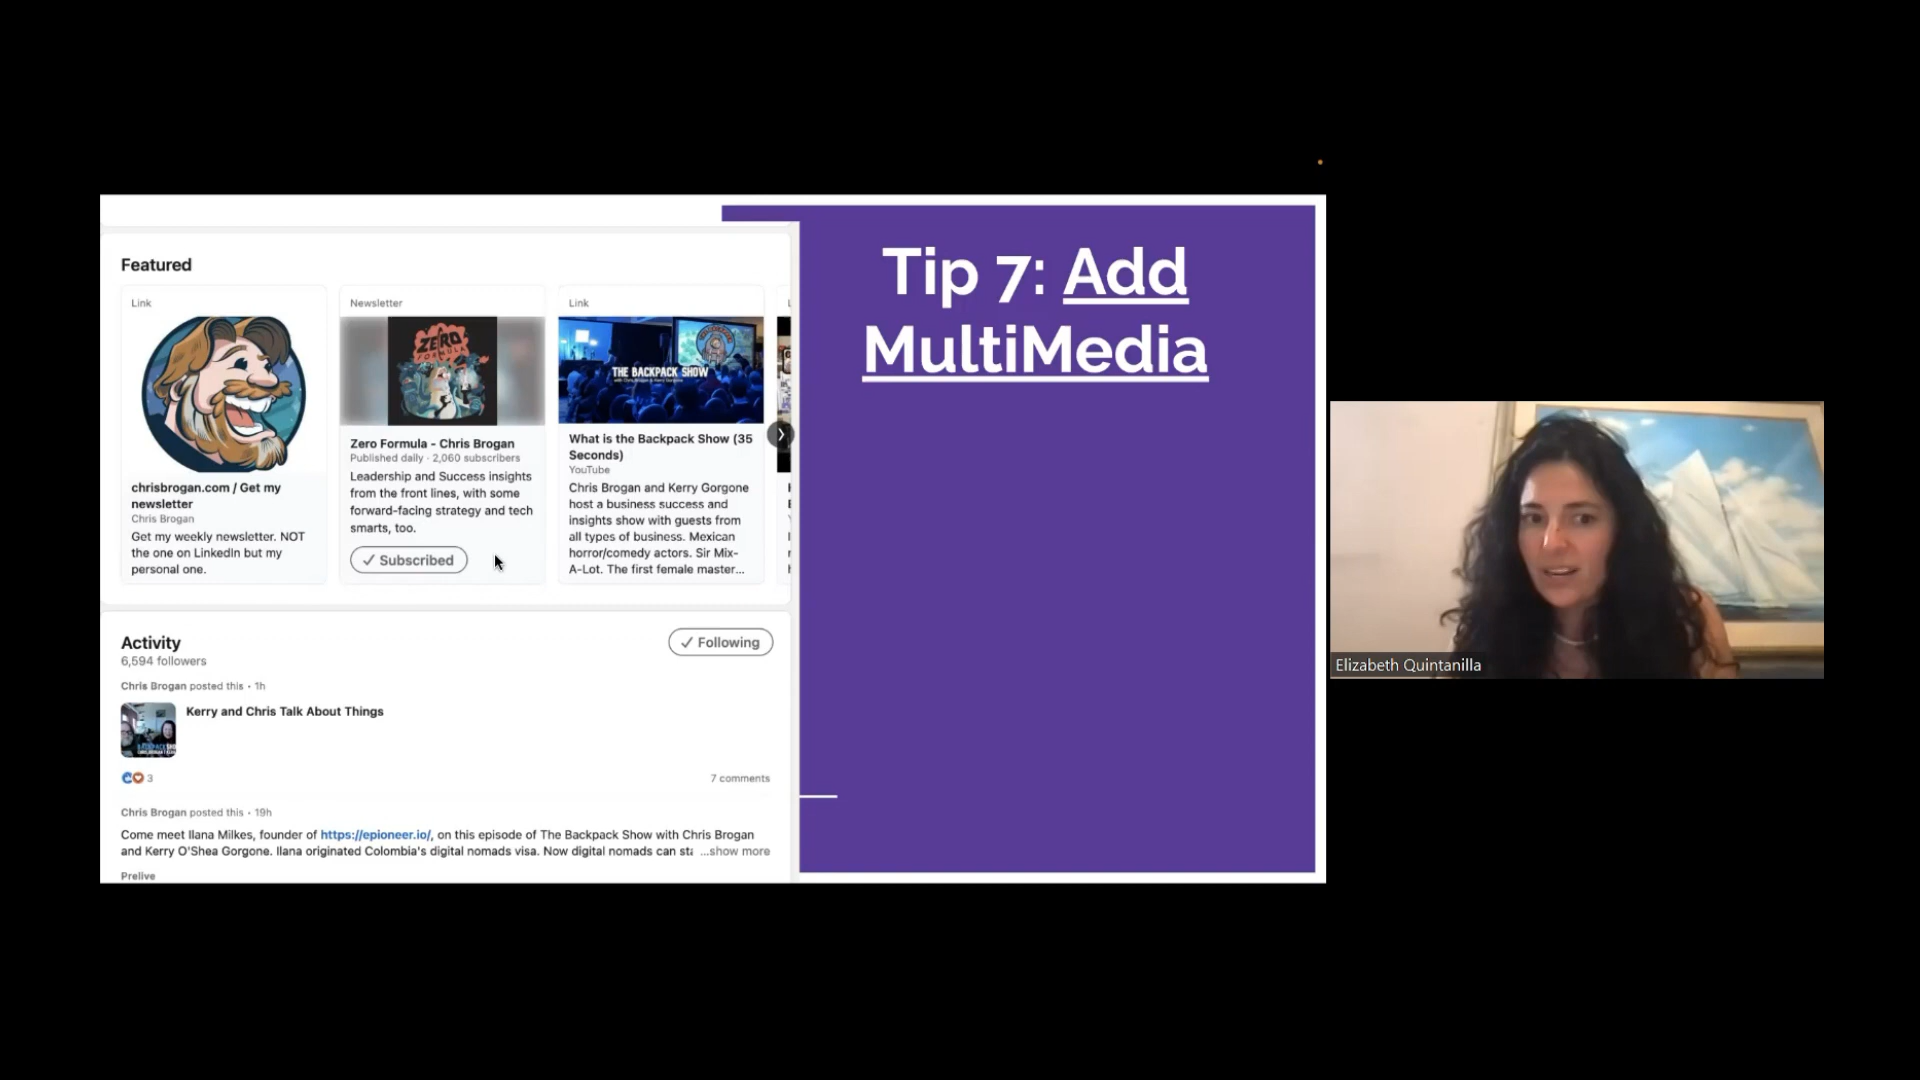 Featured
Link
chrisbrogan.com / Get my
newsletter
Chris Brogan
Get my weekly newsletter. NOT
the one on LinkedIn but my
personal one.
Newsletter
ZERO
FORMULA
Zero Formula - Chris Brogan
Published daily · 2,060 subscribers
Leadership and Success insights
from the front lines, with some
forward-facing strategy and tech
smarts, too.
✓ Subscribed
Link
THE BACKPACK SHOW
What is the Backpack Show (35
Seconds)
YouTube
Chris Brogan and Kerry Gorgone
host a business success and
insights show with guests from
all types of business. Mexican
horror/comedy actors. Sir Mix-
A-Lot. The first female master...
Activity
6,594 followers
✓ Following
Chris Brogan posted this • 1h
Kerry and Chris Talk About Things
3
7 comments
Chris Brogan posted this • 19h
Come meet Ilana Milkes, founder of https://epioneer.io/, on this episode of The Backpack Show with Chris Brogan
and Kerry O'Shea Gorgone. Ilana originated Colombia's digital nomads visa. Now digital nomads can sta ...show more
Prelive
Tip 7: Add
MultiMedia
Elizabeth Quintanilla